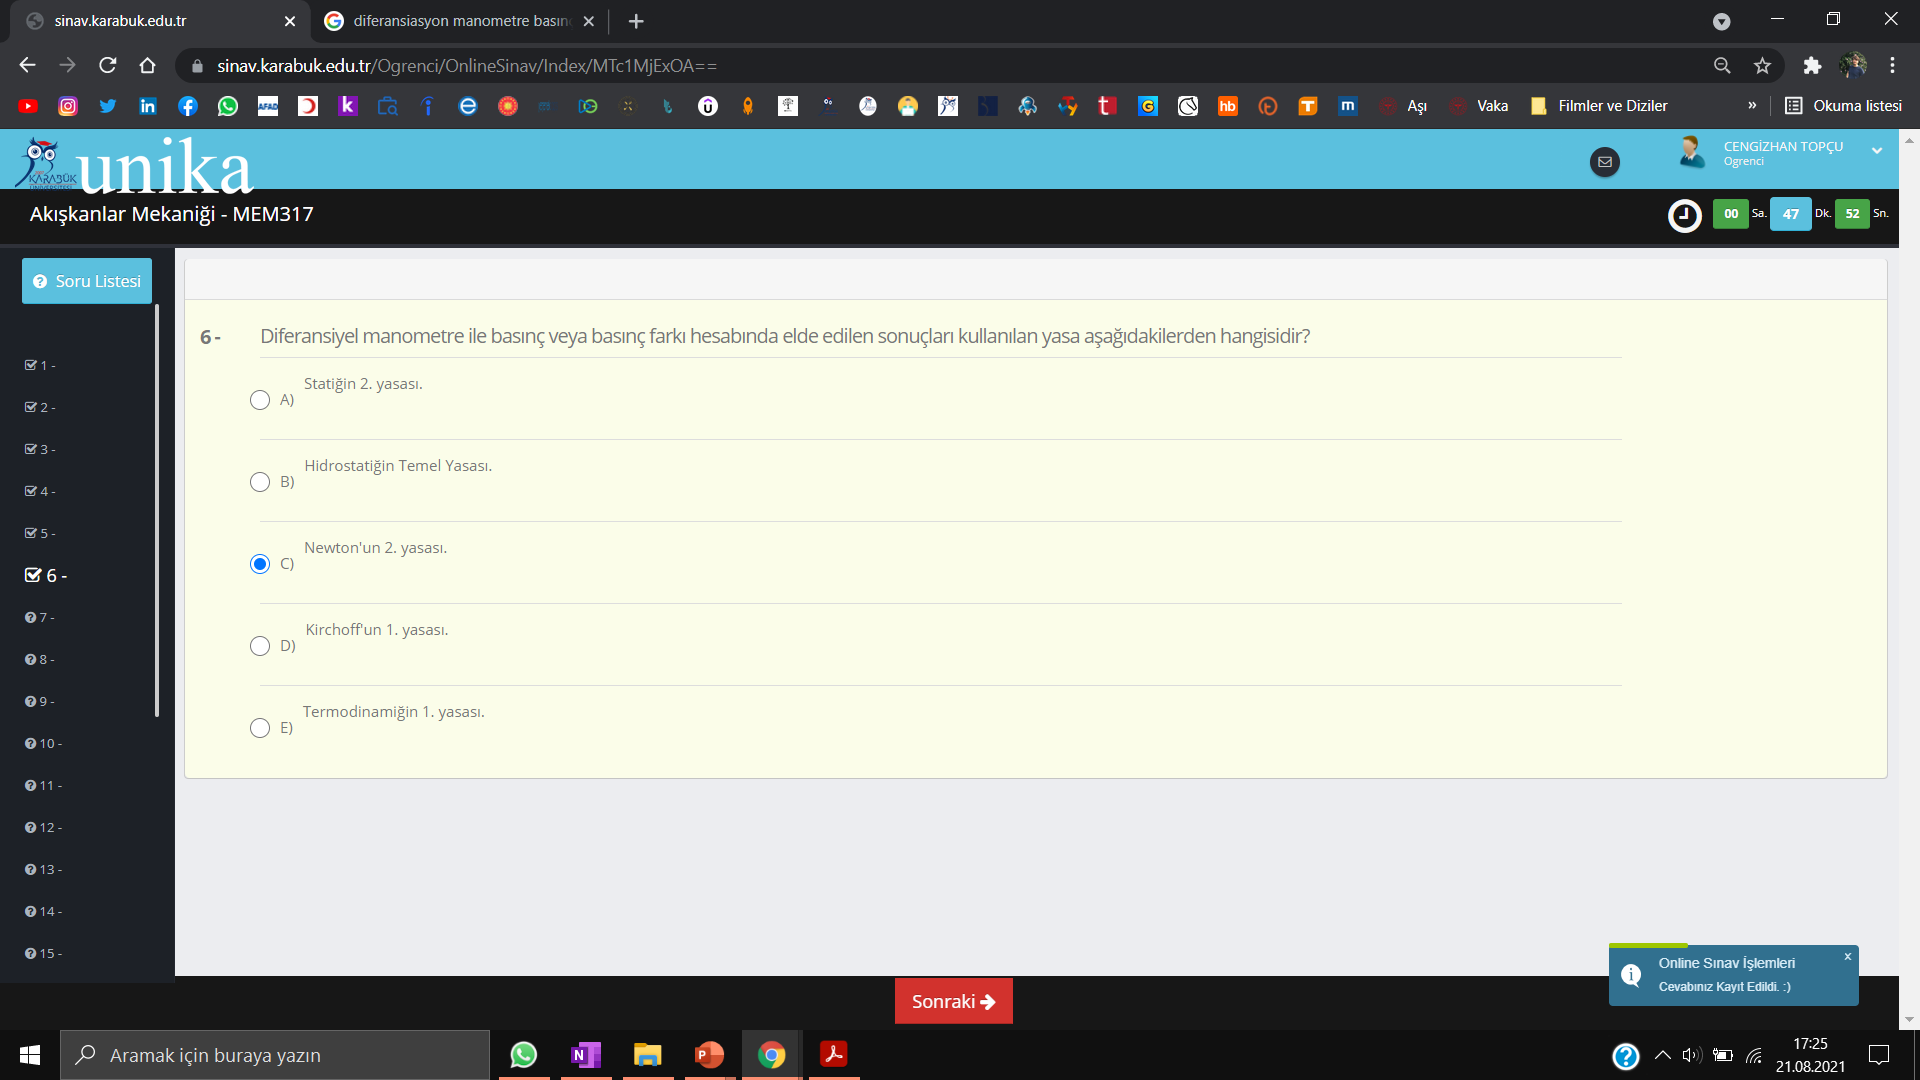 sinav.karabuk.edu.tr
diferansiasyon manometre basın
sinav.karabuk.edu.tr/Ogrenci/OnlineSinav/Index/MTc1MjExOA==
Aşı
Vaka
Filmler ve Diziler
»
Okuma listesi
KARABÜK
unika
CENGİZHAN TOPÇU
Ogrenci
Akışkanlar Mekaniği - MEM317
00 Sa. 47 Dk. 52 Sn.
Soru Listesi
1 -
2 -
3 -
4 -
5 -
6 -
7 -
8 -
9 -
10 -
11 -
12 -
13 -
14 -
15 -
6 - Diferansiyel manometre ile basınç veya basınç farkı hesabında elde edilen sonuçları kullanılan yasa aşağıdakilerden hangisidir?
A) Statiğin 2. yasası.
B) Hidrostatiğin Temel Yasası.
C) Newton'un 2. yasası.
D) Kirchoff'un 1. yasası.
E) Termodinamiğin 1. yasası.
Online Sınav İşlemleri
Cevabınız Kayıt Edildi. :)
Sonraki
Aramak için buraya yazın
17:25
21.08.2021